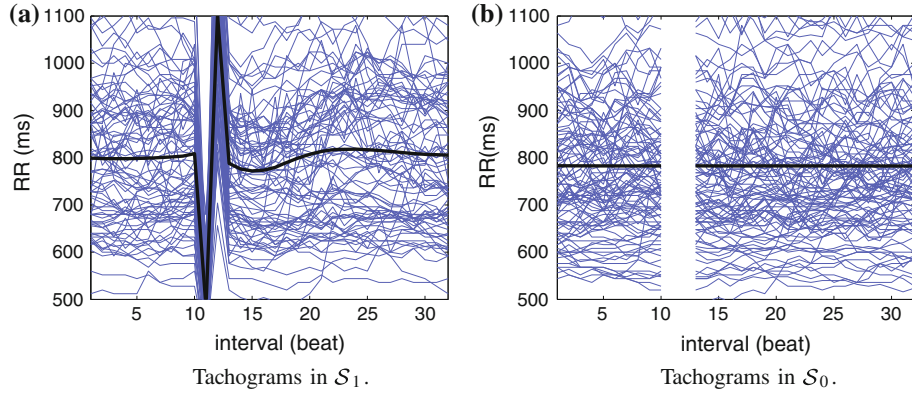 (a)
1100
1000
900
800
700
600
500
RR (ms)
5 10 15 20 25 30
interval (beat)
Tachograms in S₁.
(b)
1100
1000
900
800
700
600
500
RR(ms)
5 10 15 20 25 30
interval (beat)
Tachograms in S₀.